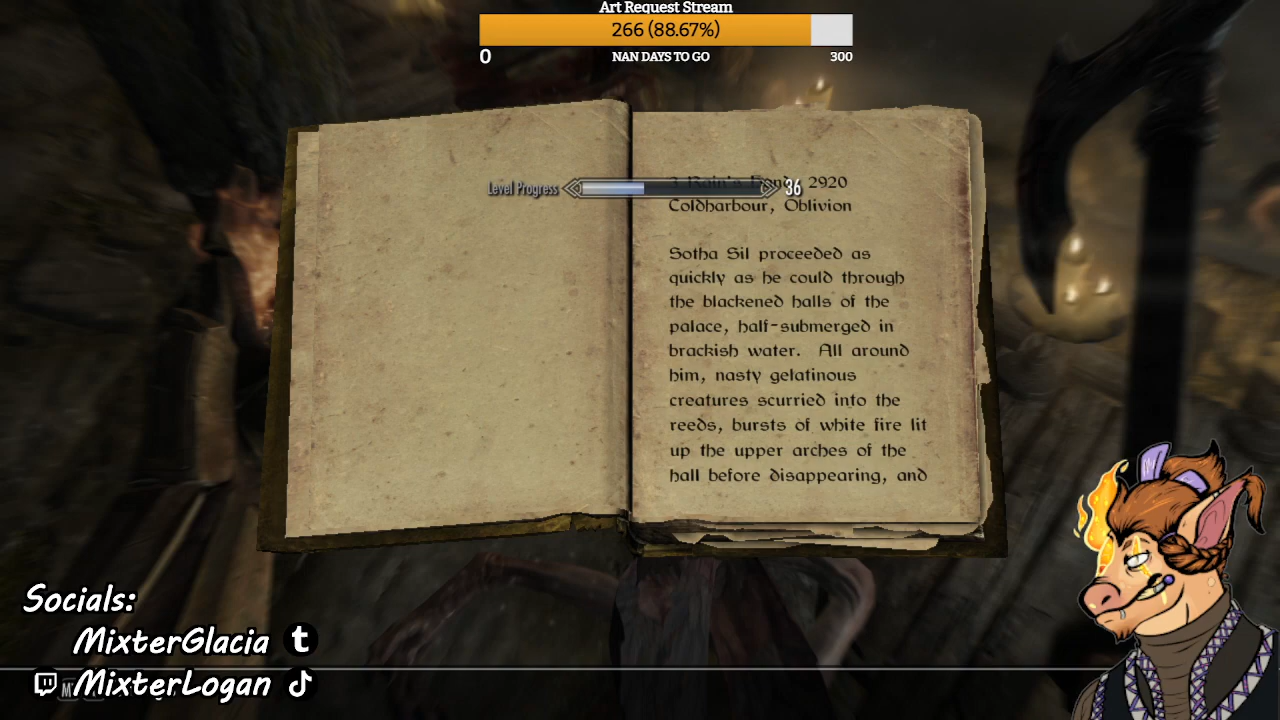 Art Request Stream
266 (88.67%)
0 NAN DAYS TO GO 300
Level Progress 36
3 Rain's 2920
Coldharbour, Oblivion
Sotha Sil proceeded as
quickly as he could through
the blackened halls of the
palace, half-submerged in
brackish water. All around
him, nasty gelatinous
creatures scurried into the
reeds, bursts of white fire lit
up the upper arches of the
hall before disappearing, and
Socials:
MixterGlacia t
MixterLogan